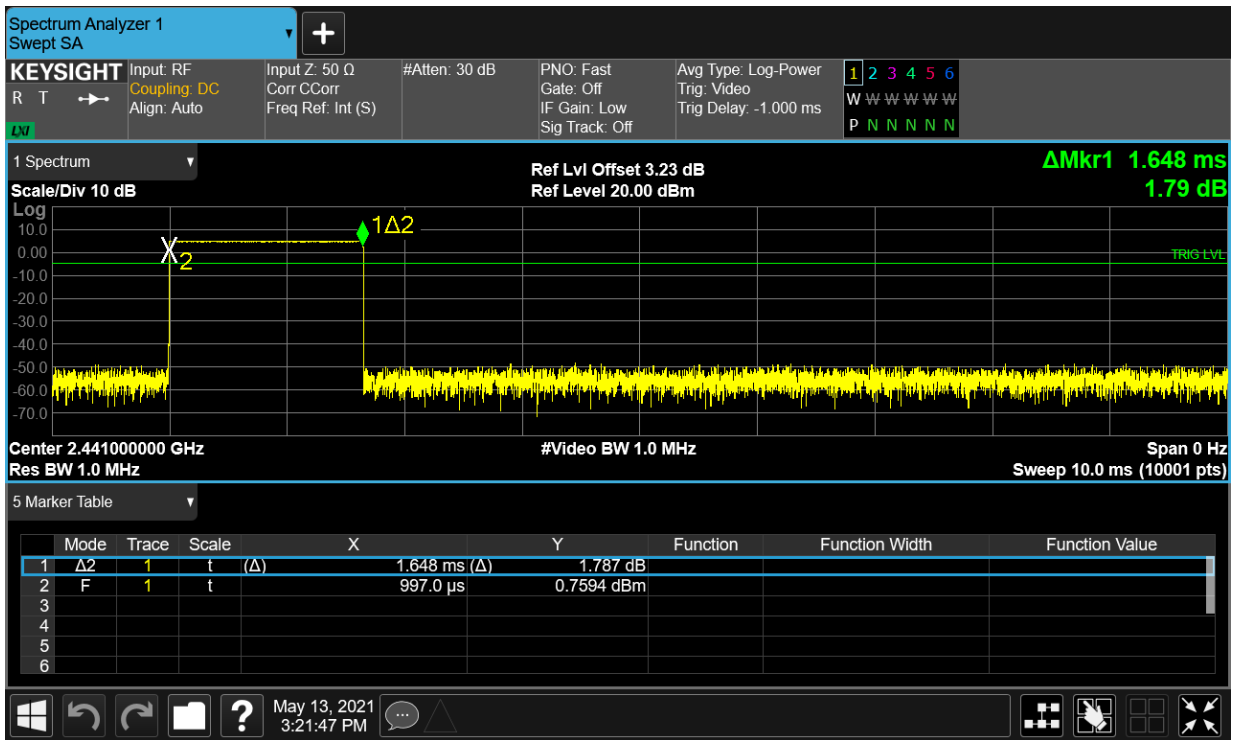 Spectrum Analyzer 1
Swept SA
+
KEYSIGHT
R T
LXI
Input: RF
Coupling: DC
Align: Auto
Input Z: 50 Ω
Corr CCorr
Freq Ref: Int (S)
#Atten: 30 dB
PNO: Fast
Gate: Off
IF Gain: Low
Sig Track: Off
Avg Type: Log-Power
Trig: Video
Trig Delay: -1.000 ms
1 2 3 4 5 6
W W W W W W
P N N N N N
1 Spectrum
Scale/Div 10 dB
Ref Lvl Offset 3.23 dB
Ref Level 20.00 dBm
ΔMkr1 1.648 ms
1.79 dB
Log
10.0
0.00
-10.0
-20.0
-30.0
-40.0
-50.0
-60.0
-70.0
1Δ2
X
2
TRIG LVL
Center 2.441000000 GHz
Res BW 1.0 MHz
#Video BW 1.0 MHz
Span 0 Hz
Sweep 10.0 ms (10001 pts)
5 Marker Table
Mode Trace Scale X Y Function Function Width Function Value
1 Δ2 1 t (Δ) 1.648 ms (Δ) 1.787 dB
2 F 1 t 997.0 µs 0.7594 dBm
3
4
5
6
?
May 13, 2021
3:21:47 PM